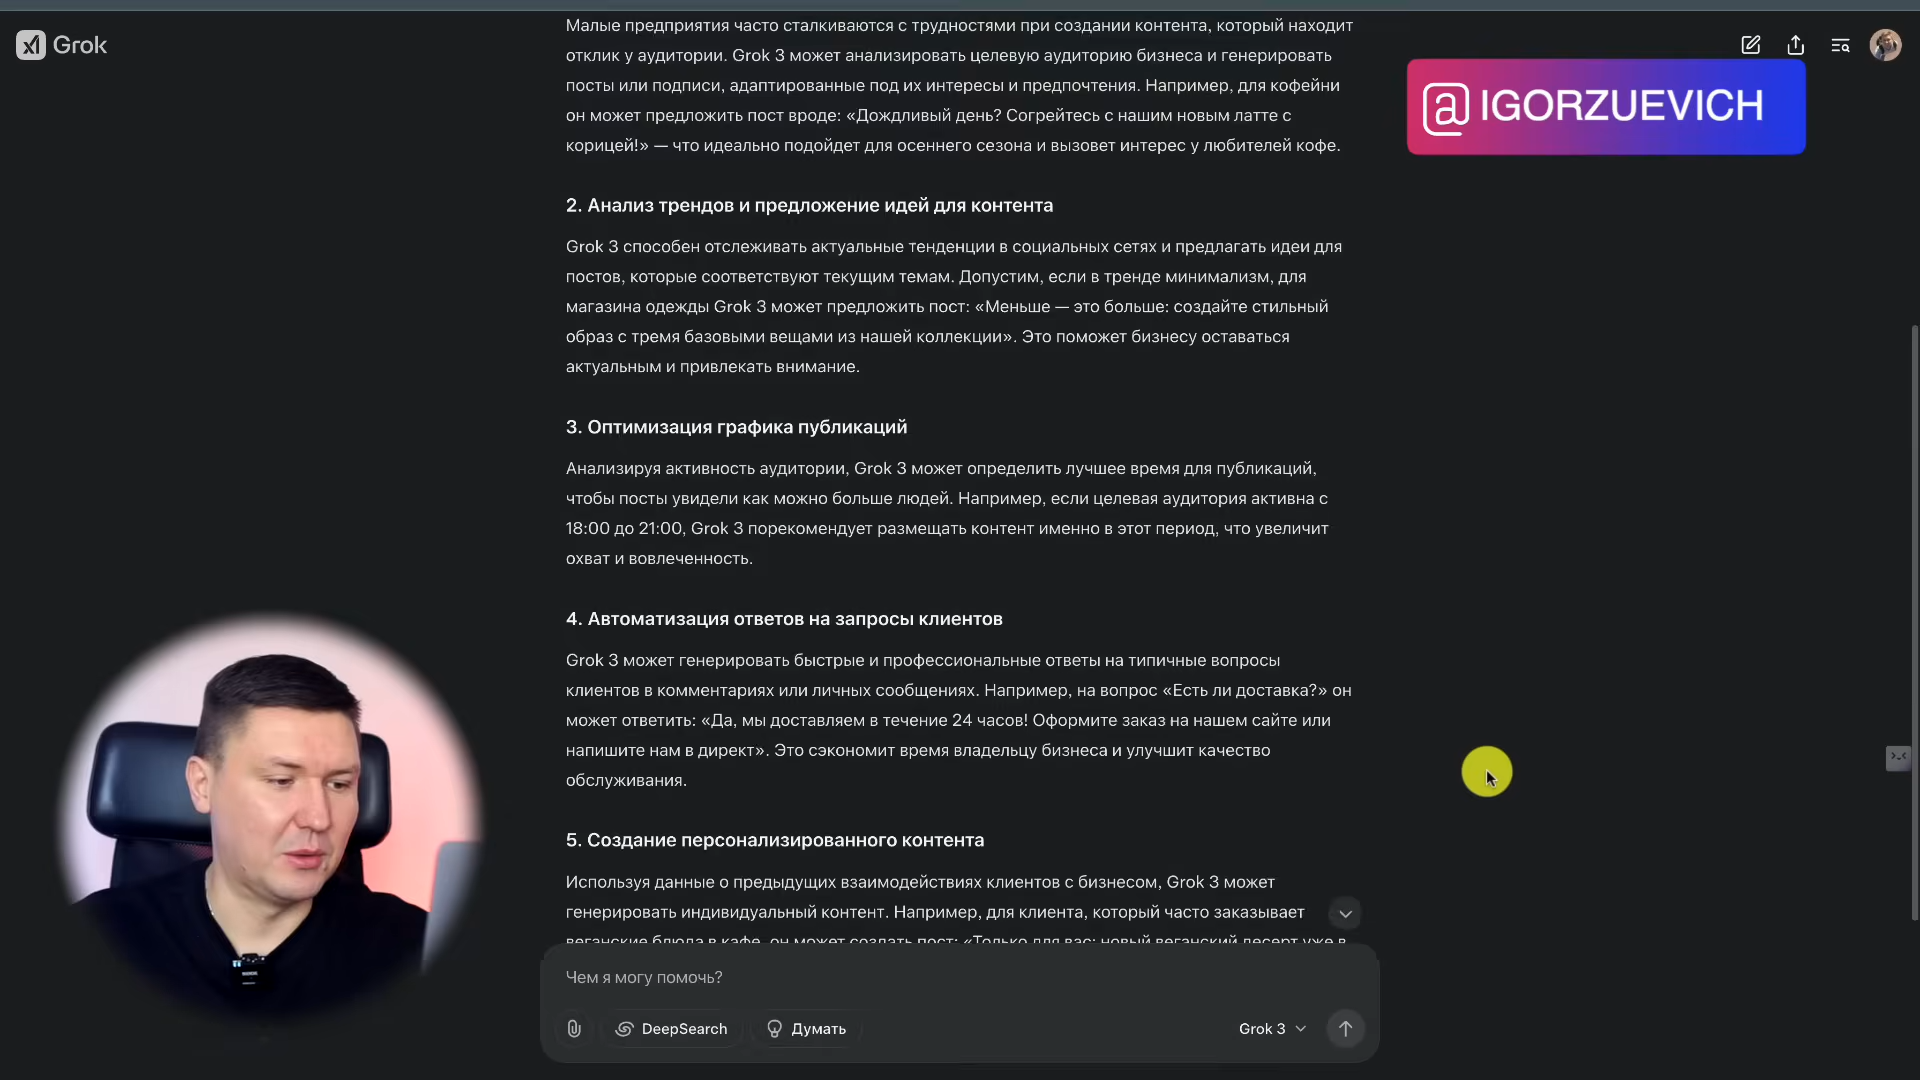 Grok
Малые предприятия часто сталкиваются с трудностями при создании контента, который находит
отклик у аудитории. Grok 3 может анализировать целевую аудиторию бизнеса и генерировать
посты или подписи, адаптированные под их интересы и предпочтения. Например, для кофейни
он может предложить пост вроде: «Дождливый день? Согрейтесь с нашим новым латте с
корицей!» — что идеально подойдет для осеннего сезона и вызовет интерес у любителей кофе.
@IGORZUEVICH
2. Анализ трендов и предложение идей для контента
Grok 3 способен отслеживать актуальные тенденции в социальных сетях и предлагать идеи для
постов, которые соответствуют текущим темам. Допустим, если в тренде минимализм, для
магазина одежды Grok 3 может предложить пост: «Меньше — это больше: создайте стильный
образ с тремя базовыми вещами из нашей коллекции». Это поможет бизнесу оставаться
актуальным и привлекать внимание.
3. Оптимизация графика публикаций
Анализируя активность аудитории, Grok 3 может определить лучшее время для публикаций,
чтобы посты увидели как можно больше людей. Например, если целевая аудитория активна с
18:00 до 21:00, Grok 3 порекомендует размещать контент именно в этот период, что увеличит
охват и вовлеченность.
4. Автоматизация ответов на запросы клиентов
Grok 3 может генерировать быстрые и профессиональные ответы на типичные вопросы
клиентов в комментариях или личных сообщениях. Например, на вопрос «Есть ли доставка?» он
может ответить: «Да, мы доставляем в течение 24 часов! Оформите заказ на нашем сайте или
напишите нам в директ». Это сэкономит время владельцу бизнеса и улучшит качество
обслуживания.
5. Создание персонализированного контента
Используя данные о предыдущих взаимодействиях клиентов с бизнесом, Grok 3 может
генерировать индивидуальный контент. Например, для клиента, который часто заказывает
веганские блюда в кафе, он может создать пост: «Только для вас: новый веганский десерт уже в
Чем я могу помочь?
DeepSearch
Думать
Grok 3